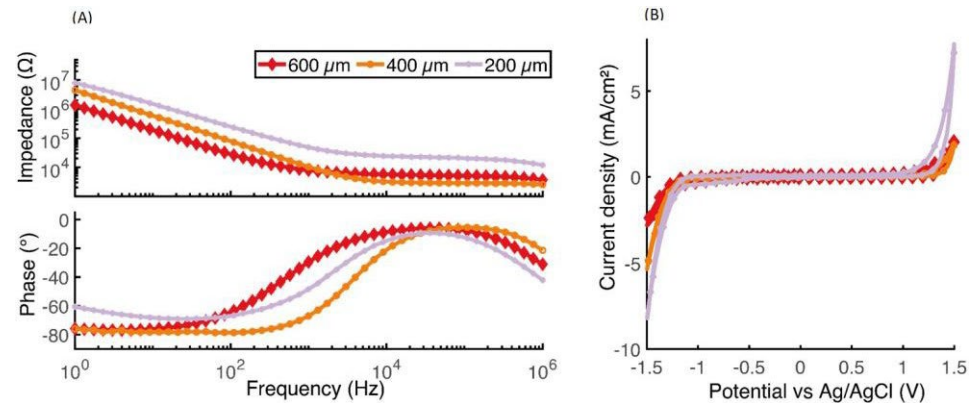 (A)
(B)
600 µm 400 µm 200 µm
Impedance (Ω)
10⁷
10⁶
10⁵
10⁴
Phase (°)
0
-20
-40
-60
-80
10⁰ 10² 10⁴ 10⁶
Frequency (Hz)
Current density (mA/cm²)
5
0
-5
-10
-1.5 -1 -0.5 0 0.5 1 1.5
Potential vs Ag/AgCl (V)